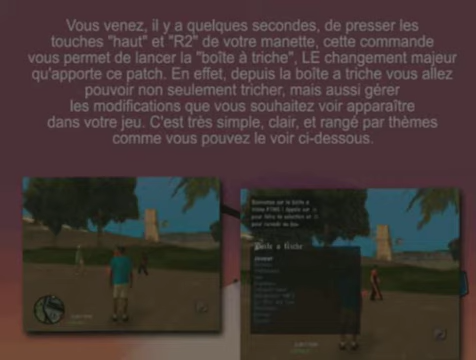 Vous venez, il y a quelques secondes, de presser les
touches "haut" et "R2" de votre manette, cette commande
vous permet de lancer la "boîte à triche", LE changement majeur
qu'apporte ce patch. En effet, depuis la boîte a triche vous allez
pouvoir non seulement tricher, mais aussi gérer
les modifications que vous souhaitez voir apparaître
dans votre jeu. C'est très simple, clair, et rangé par thèmes
comme vous pouvez le voir ci-dessous.
Boite a triche